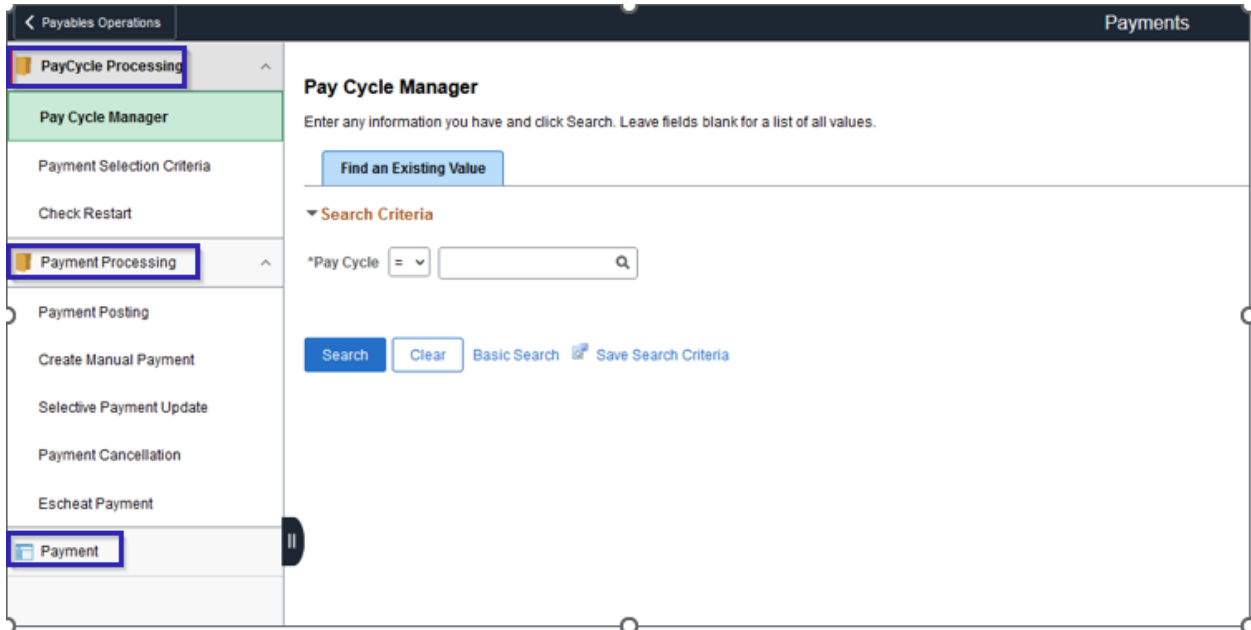 Payables Operations
Payments
PayCycle Processing
Pay Cycle Manager
Payment Selection Criteria
Check Restart
Payment Processing
Payment Posting
Create Manual Payment
Selective Payment Update
Payment Cancellation
Escheat Payment
Payment
Pay Cycle Manager
Enter any information you have and click Search. Leave fields blank for a list of all values.
Find an Existing Value
Search Criteria
*Pay Cycle =
Search Clear Basic Search Save Search Criteria